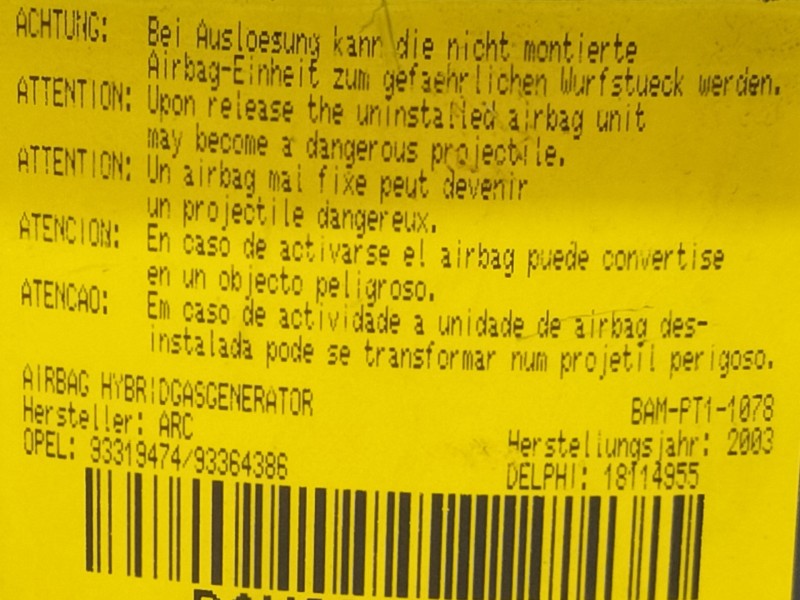 ACHTUNG: Bei Ausloesung kann die nicht montierte
Airbag-Einheit zum gefaehrlichen Wurfstueck werden.
ATTENTION: Upon release the uninstalled airbag unit
may become a dangerous projectile.
ATTENTION: Un airbag mal fixe peut devenir
un projectile dangereux.
ATENCION: En caso de activarse el airbag puede convertise
en un objecto peligroso.
ATENCAO: Em caso de actividade a unidade de airbag des-
instalada pode se transformar num projetil perigoso.
AIRBAG HYBRIDGASGENERATOR BAM-PT1-1078
Hersteller: ARC Herstellungsjahr: 2003
OPEL: 93319474/93364386 DELPHI: 18114955